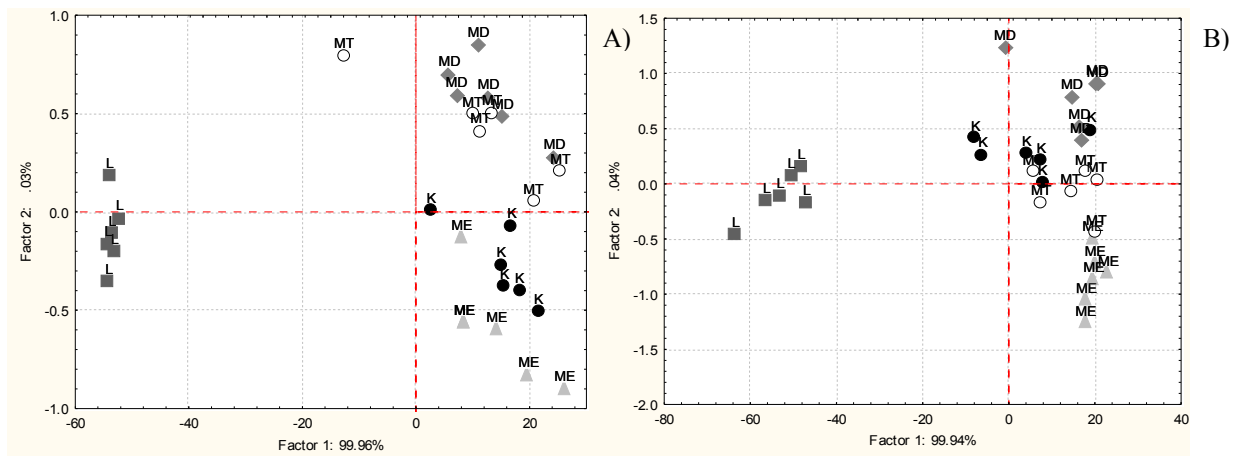 A)
1.0
0.5
0.0
-0.5
-1.0
Factor 2: .03%
MT
MD
MD
MD
MD
MT
MT
MD
MT
MD
MT
MT
L
L
L
L
L
K
K
ME
K
K
K
K
ME
ME
ME
ME
ME
-60
-40
-20
0
20
Factor 1: 99.96%
B)
1.5
1.0
0.5
0.0
-0.5
-1.0
-1.5
-2.0
Factor 2: .04%
MD
MD
MD
MD
MD
K
K
K
K
K
K
MT
MT
MT
MT
MT
L
L
L
L
L
L
ME
ME
ME
ME
ME
-80
-60
-40
-20
0
20
40
Factor 1: 99.94%